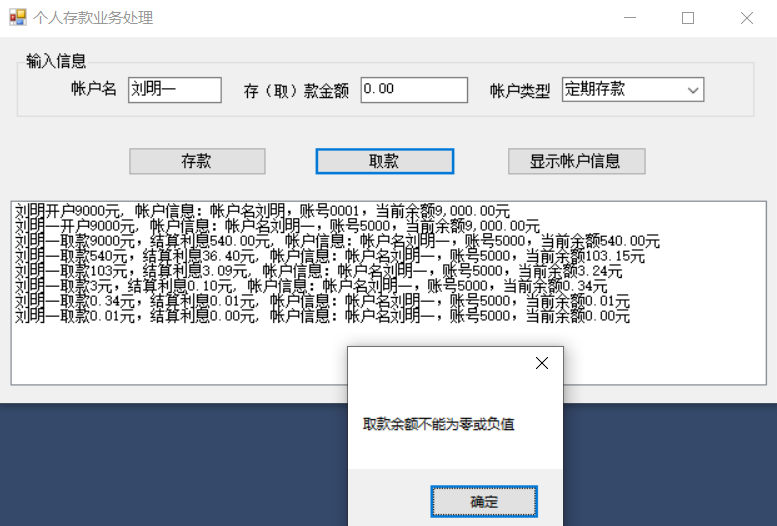 个人存款业务处理
输入信息
帐户名 刘明一 存（取）款金额 0.00 帐户类型 定期存款
存款 取款 显示帐户信息
刘明开户9000元, 帐户信息: 帐户名刘明, 账号0001, 当前余额9,000.00元
刘明一开户9000元, 帐户信息: 帐户名刘明一, 账号5000, 当前余额9,000.00元
刘明一取款9000元, 结算利息540.00元, 帐户信息: 帐户名刘明一, 账号5000, 当前余额540.00元
刘明一取款540元, 结算利息36.40元, 帐户信息: 帐户名刘明一, 账号5000, 当前余额103.15元
刘明一取款103元, 结算利息3.09元, 帐户信息: 帐户名刘明一, 账号5000, 当前余额3.24元
刘明一取款3元, 结算利息0.10元, 帐户信息: 帐户名刘明一, 账号5000, 当前余额0.34元
刘明一取款0.34元, 结算利息0.01元, 帐户信息: 帐户名刘明一, 账号5000, 当前余额0.01元
刘明一取款0.01元, 结算利息0.00元, 帐户信息: 帐户名刘明一, 账号5000, 当前余额0.00元
取款余额不能为零或负值
确定